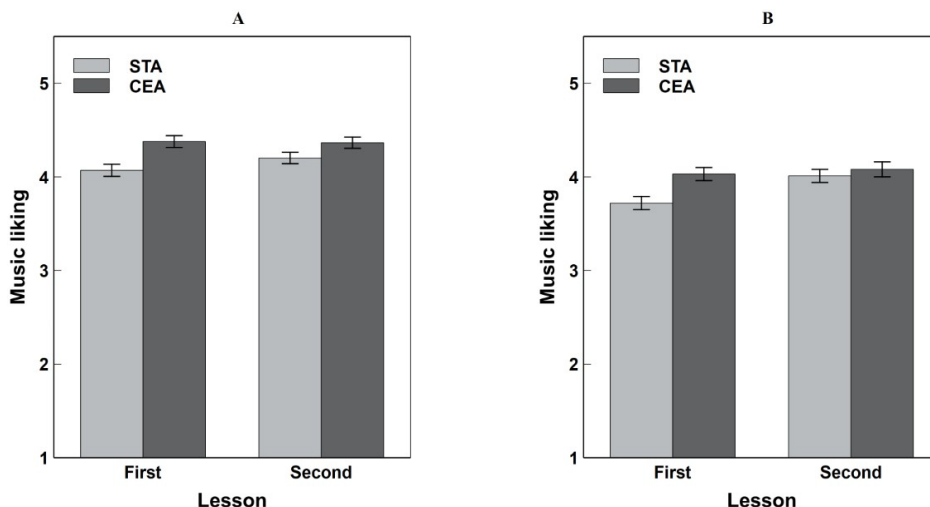 A
5
4
3
2
1
Music liking
STA
CEA
First
Second
Lesson
B
5
4
3
2
1
Music liking
STA
CEA
First
Second
Lesson